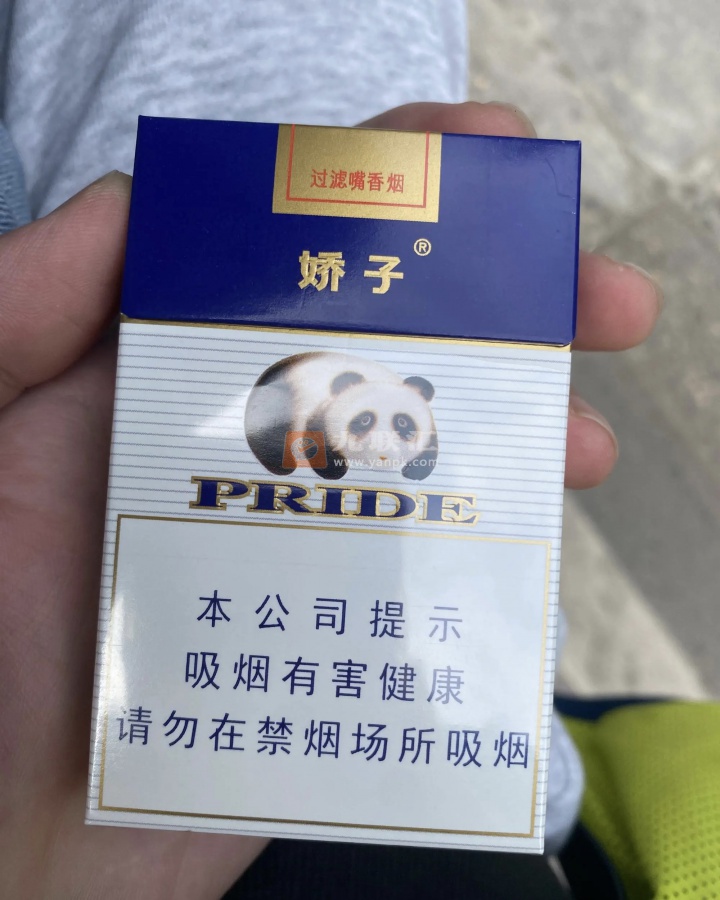 过滤嘴香烟
娇子®
www.yanpk.com
PRIDE
本公司提示
吸烟有害健康
请勿在禁烟场所吸烟